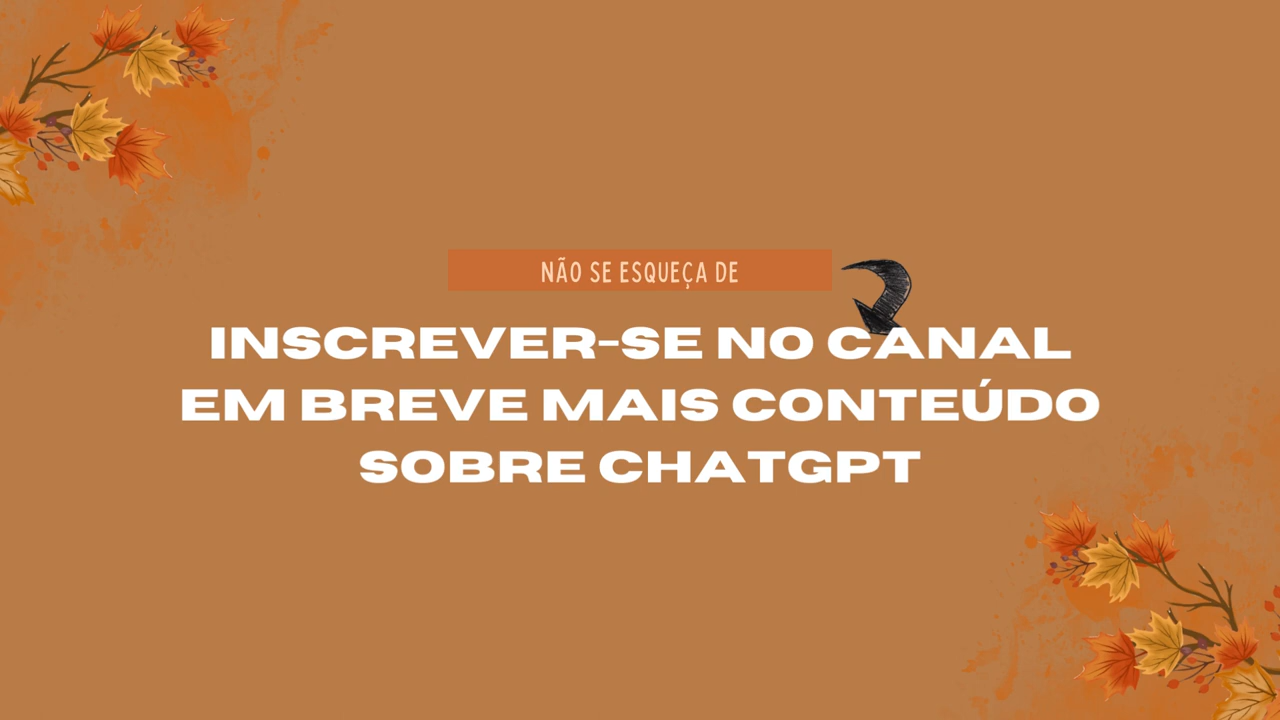 NÃO SE ESQUEÇA DE
INSCREVER-SE NO CANAL
EM BREVE MAIS CONTEÚDO
SOBRE CHATGPT